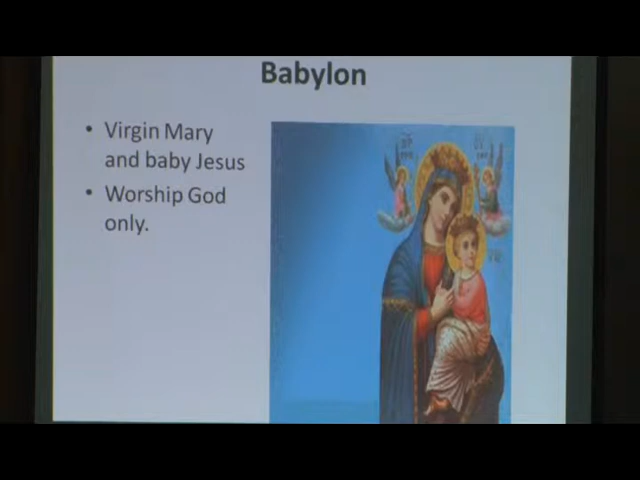 Babylon
• Virgin Mary
and baby Jesus
• Worship God
only.